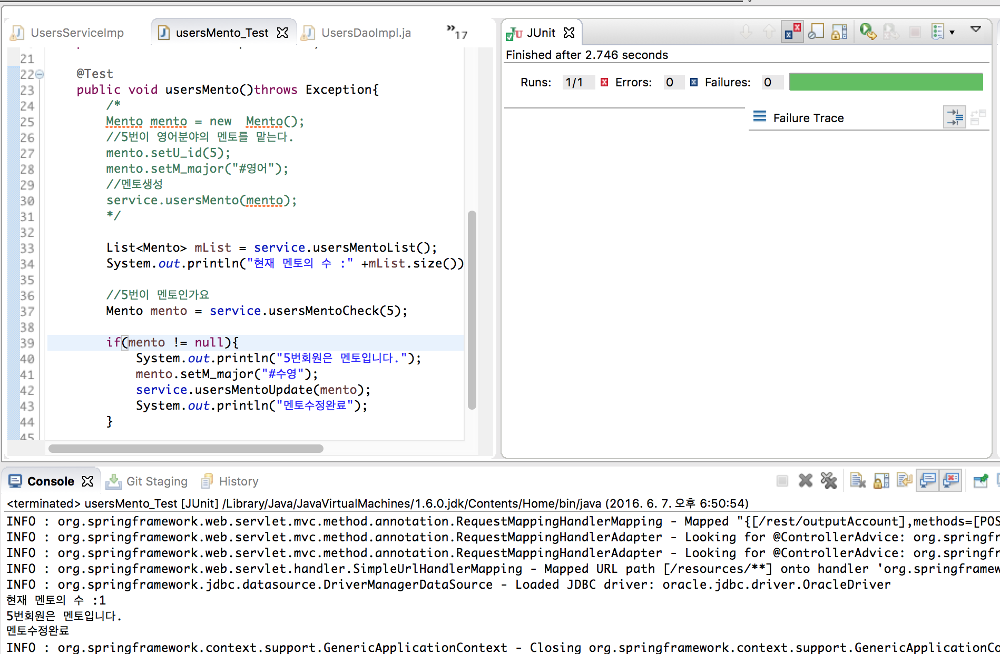 UsersServiceImp
usersMento_Test
UsersDaoImpl.ja
»17
21
22 @Test
23 public void usersMento()throws Exception{
24 /*
25 Mento mento = new  Mento();
26 //5번이 영어분야의 멘토를 맡는다.
27 mento.setU_id(5);
28 mento.setM_major("#영어");
29 //멘토생성
30 service.usersMento(mento);
31 */
32
33 List<Mento> mList = service.usersMentoList();
34 System.out.println("현재 멘토의 수 :" +mList.size())
35
36 //5번이 멘토인가요
37 Mento mento = service.usersMentoCheck(5);
38
39 if(mento != null){
40 System.out.println("5번회원은 멘토입니다.");
41 mento.setM_major("#수영");
42 service.usersMentoUpdate(mento);
43 System.out.println("멘토수정완료");
44 }
45
JUnit
Finished after 2.746 seconds
Runs: 1/1 Errors: 0 Failures: 0
Failure Trace
Console Git Staging History
<terminated> usersMento_Test [JUnit] /Library/Java/JavaVirtualMachines/1.6.0.jdk/Contents/Home/bin/java (2016. 6. 7. 오후 6:50:54)
INFO : org.springframework.web.servlet.mvc.method.annotation.RequestMappingHandlerMapping - Mapped "{[/rest/outputAccount],methods=[POS
INFO : org.springframework.web.servlet.mvc.method.annotation.RequestMappingHandlerAdapter - Looking for @ControllerAdvice: org.springfr
INFO : org.springframework.web.servlet.mvc.method.annotation.RequestMappingHandlerAdapter - Looking for @ControllerAdvice: org.springfr
INFO : org.springframework.web.servlet.handler.SimpleUrlHandlerMapping - Mapped URL path [/resources/**] onto handler 'org.springframew
INFO : org.springframework.jdbc.datasource.DriverManagerDataSource - Loaded JDBC driver: oracle.jdbc.driver.OracleDriver
현재 멘토의 수 :1
5번회원은 멘토입니다.
멘토수정완료
INFO : org.springframework.context.support.GenericApplicationContext - Closing org.springframework.context.support.GenericApplicationCo